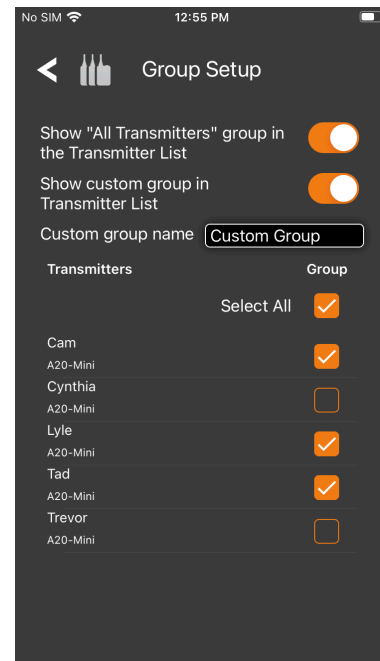 No SIM 12:55 PM
Group Setup
Show "All Transmitters" group in
the Transmitter List
Show custom group in
Transmitter List
Custom group name Custom Group
Transmitters Group
Select All
Cam
A20-Mini
Cynthia
A20-Mini
Lyle
A20-Mini
Tad
A20-Mini
Trevor
A20-Mini